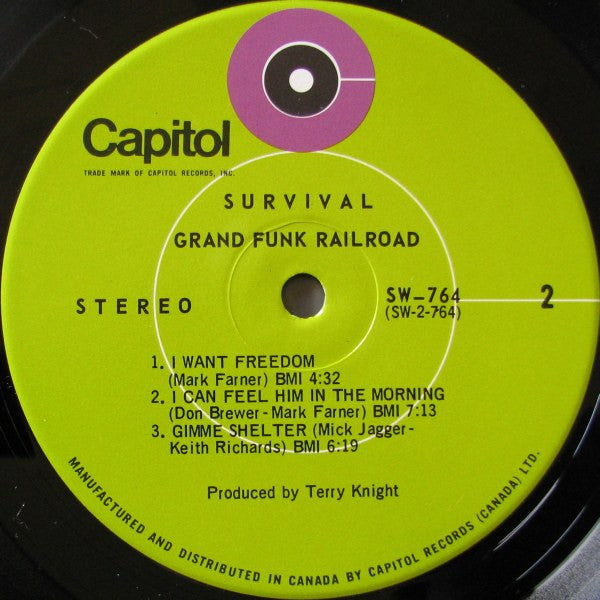 Capitol
TRADE MARK OF CAPITOL RECORDS, INC.
SURVIVAL
GRAND FUNK RAILROAD
STEREO
SW-764
(SW-2-764)
2
1. I WANT FREEDOM
(Mark Farner) BMI 4:32
2. I CAN FEEL HIM IN THE MORNING
(Don Brewer-Mark Farner) BMI 7:13
3. GIMME SHELTER (Mick Jagger-
Keith Richards) BMI 6:19
Produced by Terry Knight
MANUFACTURED AND DISTRIBUTED IN CANADA BY CAPITOL RECORDS (CANADA) LTD.